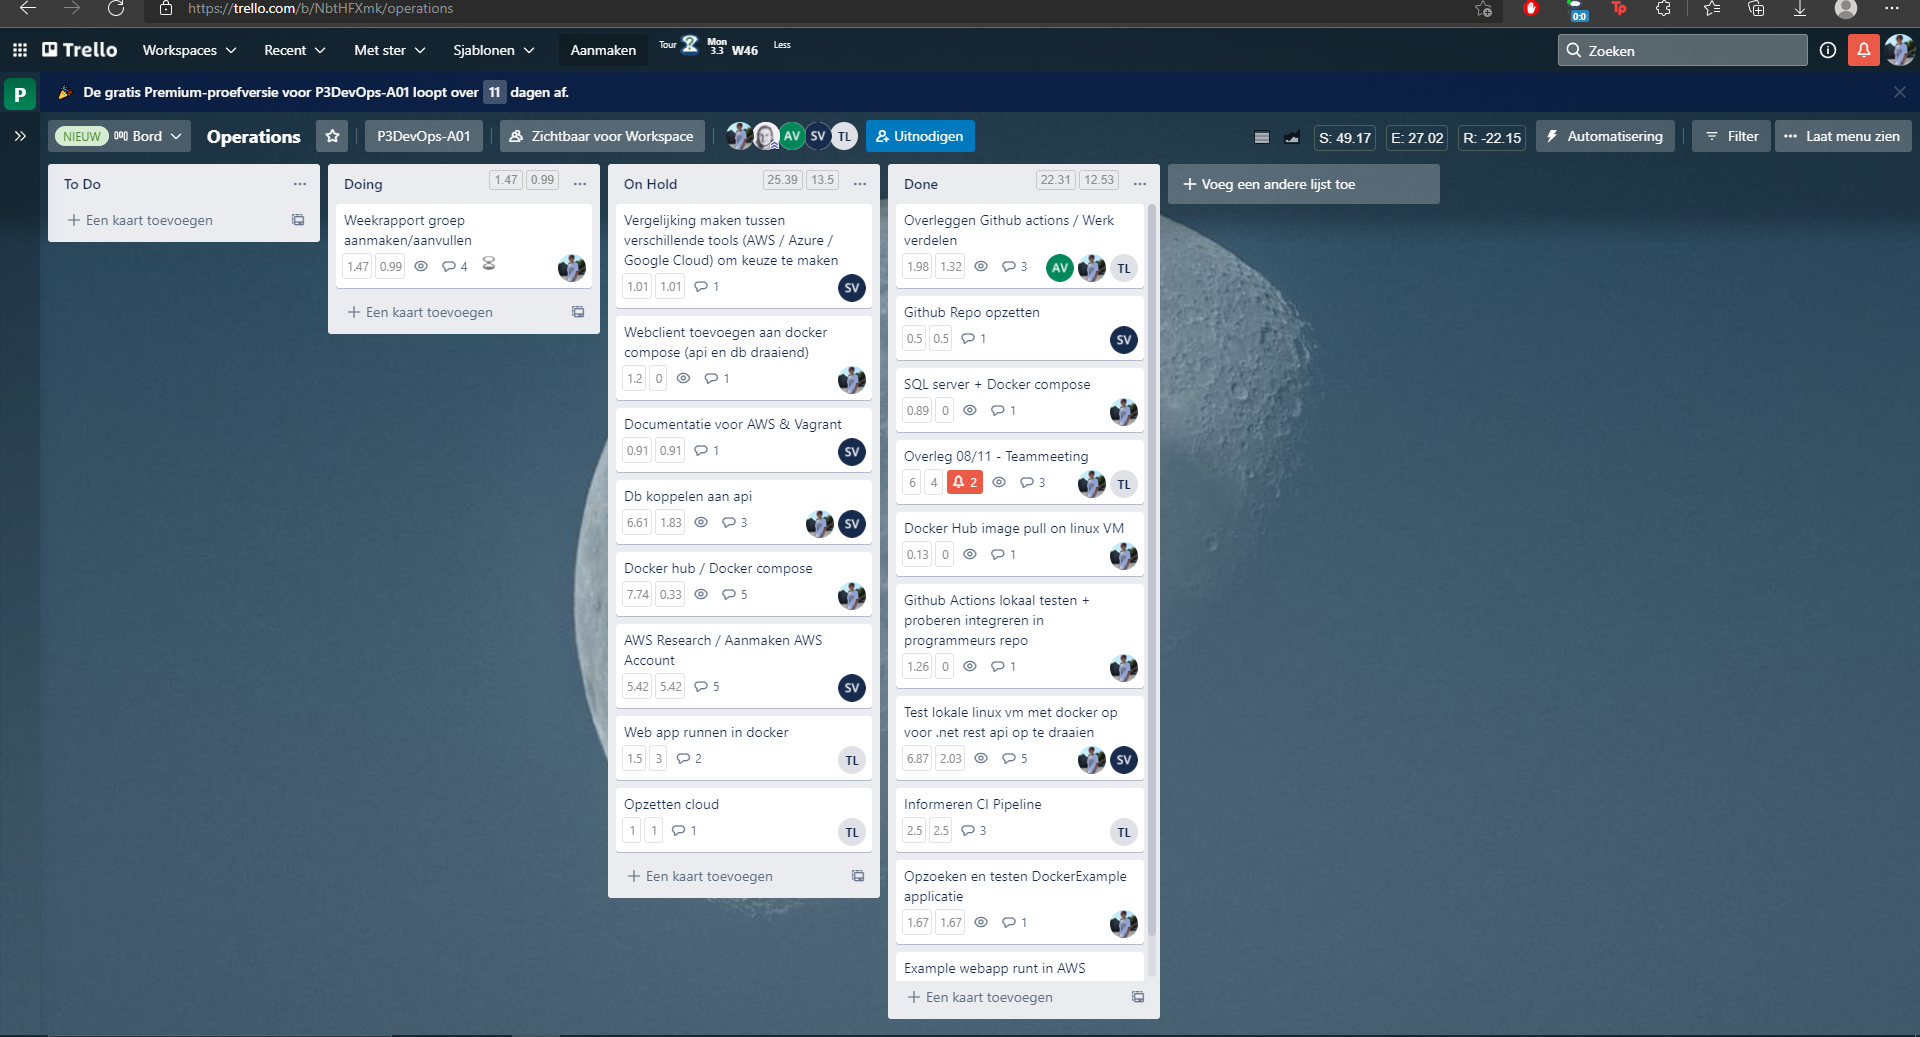 https://trello.com/b/NbtHFXmk/operations
0:0
Trello
Workspaces
Recent
Met ster
Sjablonen
Aanmaken
Tour
Mon
3.3
W46
Less
Zoeken
P
De gratis Premium-proefversie voor P3DevOps-A01 loopt over 11 dagen af.
NIEUW Bord
Operations
P3DevOps-A01
Zichtbaar voor Workspace
AV SV TL
Uitnodigen
S: 49.17
E: 27.02
R: -22.15
Automatisering
Filter
Laat menu zien
To Do
Een kaart toevoegen
Doing
1.47 0.99
Weekrapport groep
aanmaken/aanvullen
1.47 0.99 4
Een kaart toevoegen
On Hold
25.39 13.5
Vergelijking maken tussen
verschillende tools (AWS / Azure /
Google Cloud) om keuze te maken
1.01 1.01 1 SV
Webclient toevoegen aan docker
compose (api en db draaiend)
1.2 0 1
Documentatie voor AWS & Vagrant
0.91 0.91 1 SV
Db koppelen aan api
6.61 1.83 3 SV
Docker hub / Docker compose
7.74 0.33 5
AWS Research / Aanmaken AWS
Account
5.42 5.42 5 SV
Web app runnen in docker
1.5 3 2 TL
Opzetten cloud
1 1 1 TL
Een kaart toevoegen
Done
22.31 12.53
Overleggen Github actions / Werk
verdelen
1.98 1.32 3 AV TL
Github Repo opzetten
0.5 0.5 1 SV
SQL server + Docker compose
0.89 0 1
Overleg 08/11 - Teammeeting
6 4 2 3 TL
Docker Hub image pull on linux VM
0.13 0 1
Github Actions lokaal testen +
proberen integreren in
programmeurs repo
1.26 0 1
Test lokale linux vm met docker op
voor .net rest api op te draaien
6.87 2.03 5 SV
Informeren CI Pipeline
2.5 2.5 3 TL
Opzoeken en testen DockerExample
applicatie
1.67 1.67 1
Example webapp runt in AWS
Een kaart toevoegen
Voeg een andere lijst toe